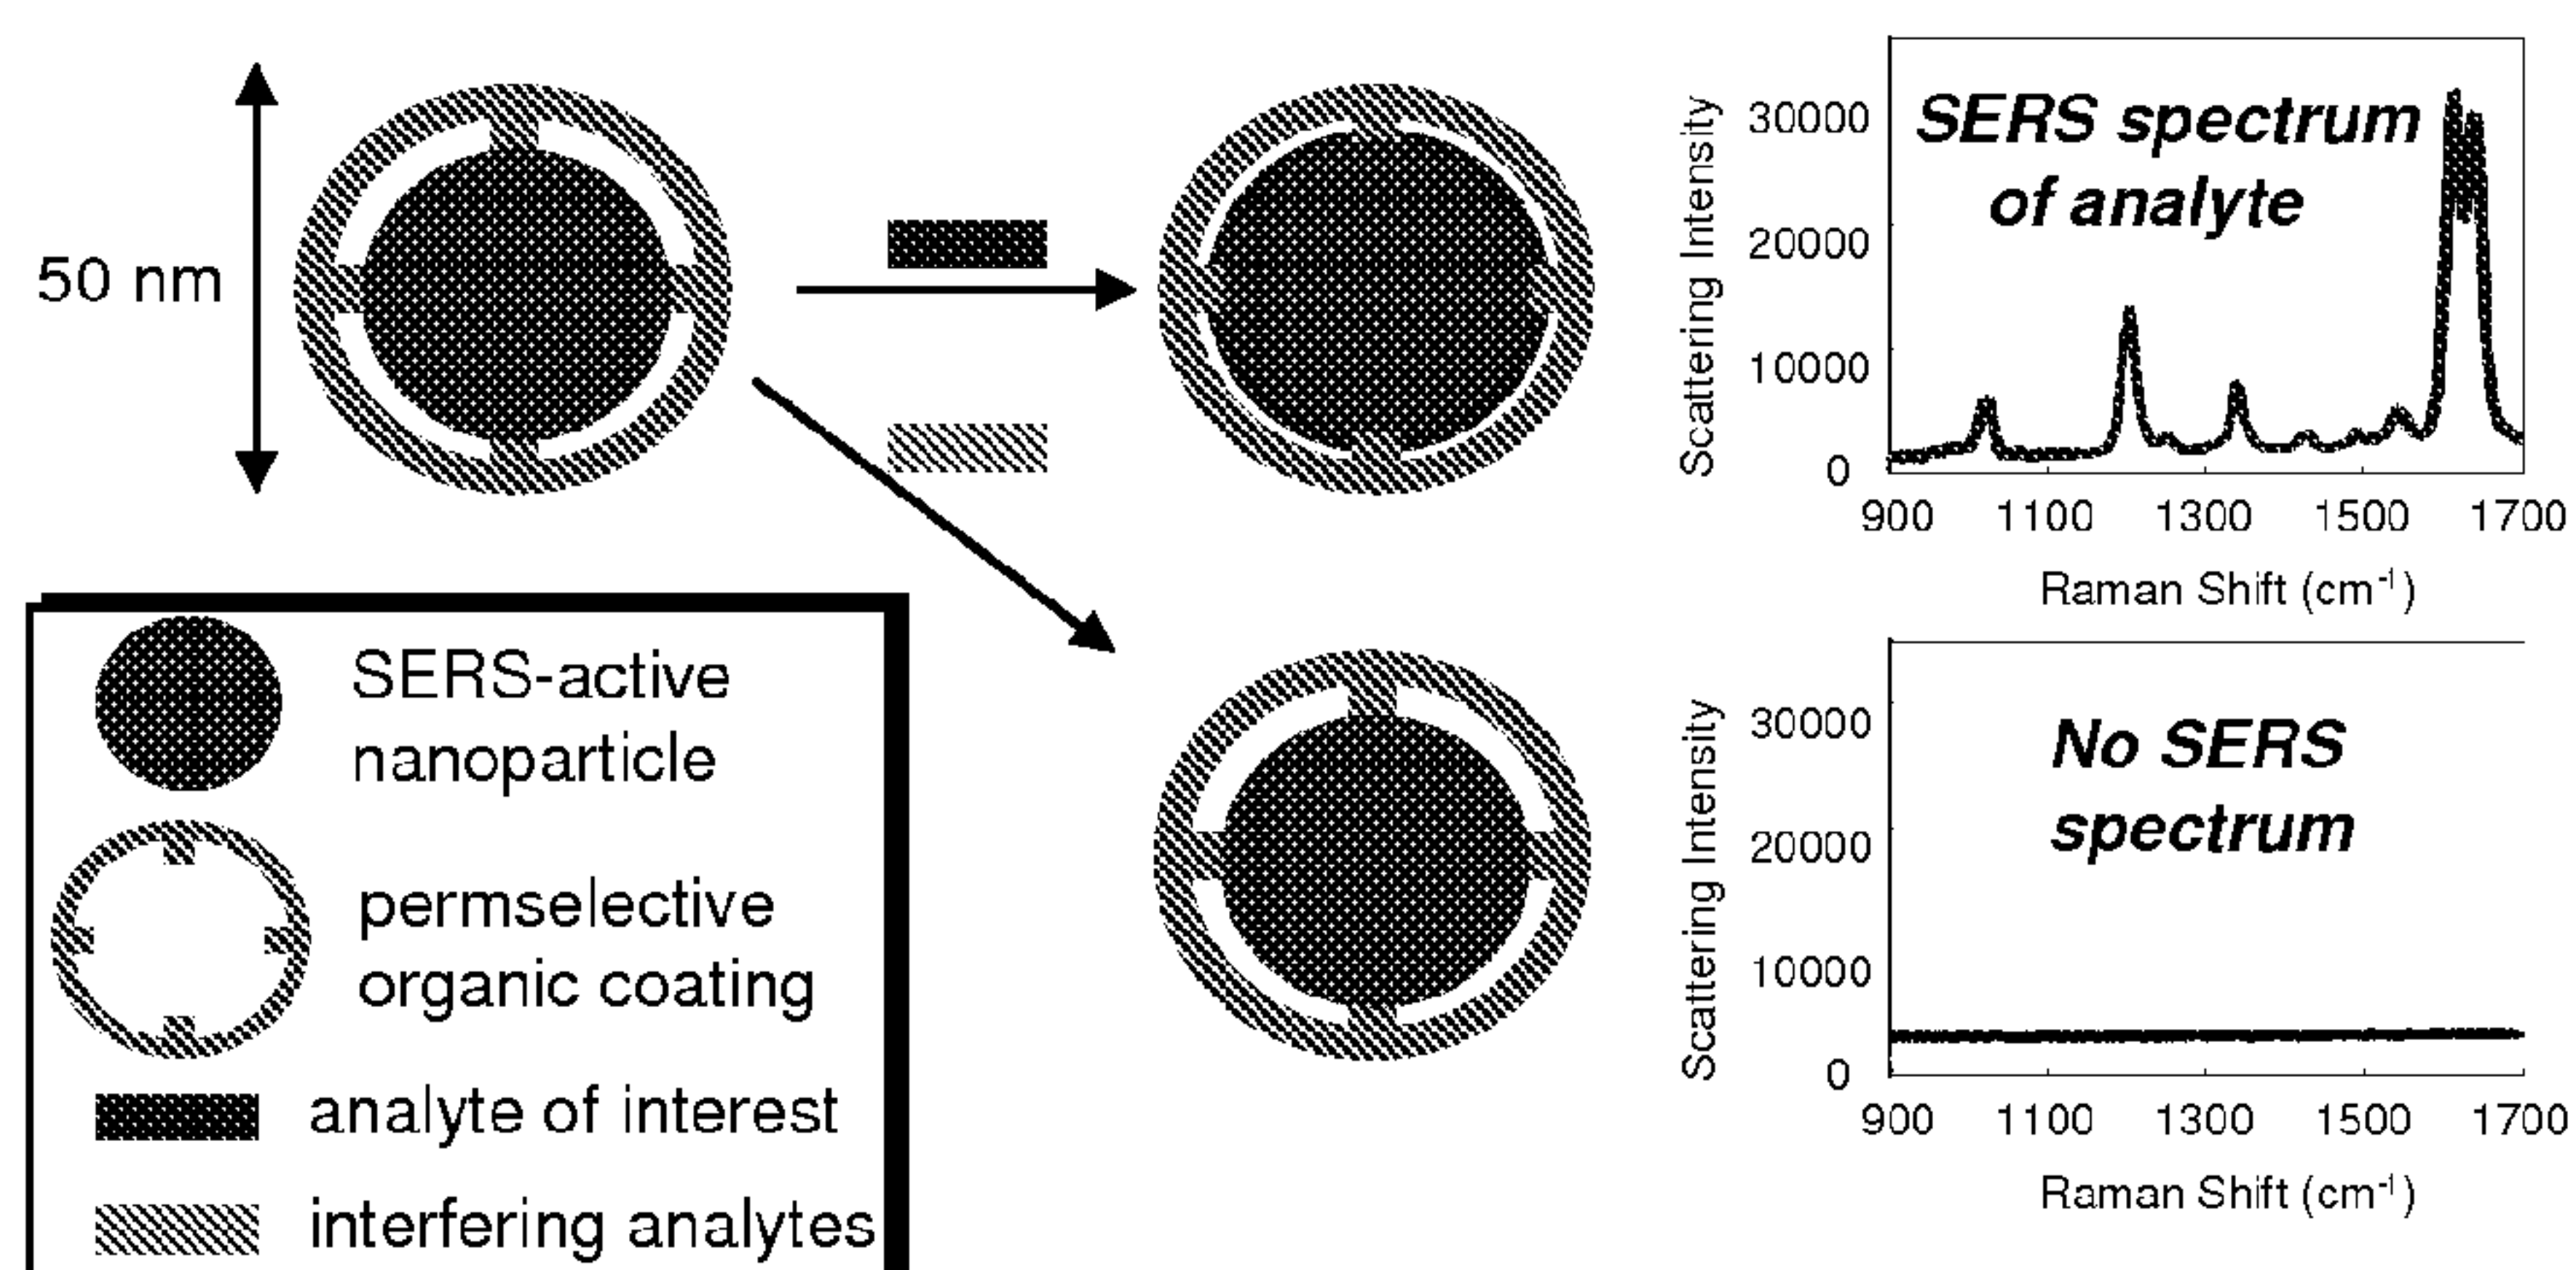 50 nm
SERS-active
nanoparticle
permselective
organic coating
analyte of interest
interfering analytes
SERS spectrum
of analyte
Scattering Intensity
30000
20000
10000
0
900 1100 1300 1500 1700
Raman Shift (cm⁻¹)
No SERS
spectrum
Scattering Intensity
30000
20000
10000
0
900 1100 1300 1500 1700
Raman Shift (cm⁻¹)